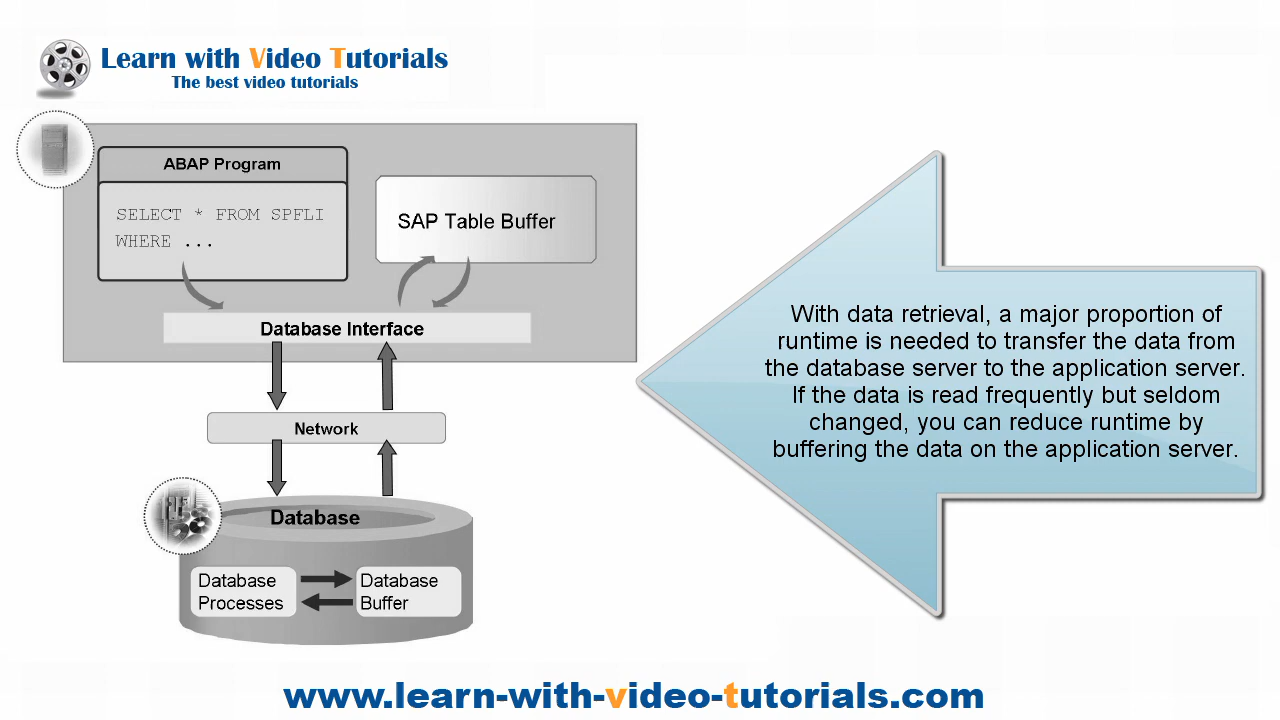 Learn with Video Tutorials
The best video tutorials
ABAP Program
SELECT * FROM SPFLI
WHERE ...
SAP Table Buffer
Database Interface
Network
Database
Database
Processes
Database
Buffer
With data retrieval, a major proportion of
runtime is needed to transfer the data from
the database server to the application server.
If the data is read frequently but seldom
changed, you can reduce runtime by
buffering the data on the application server.
www.learn-with-video-tutorials.com